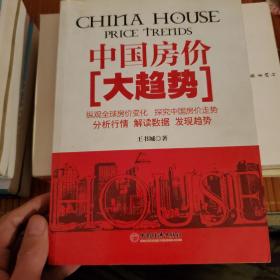 CHINA HOUSE
PRICE TRENDS
中国房价
[大趋势]
纵观全球房价变化 探究中国房价走势
分析行情 解读数据 发现趋势
王书城◎著
HOUSE